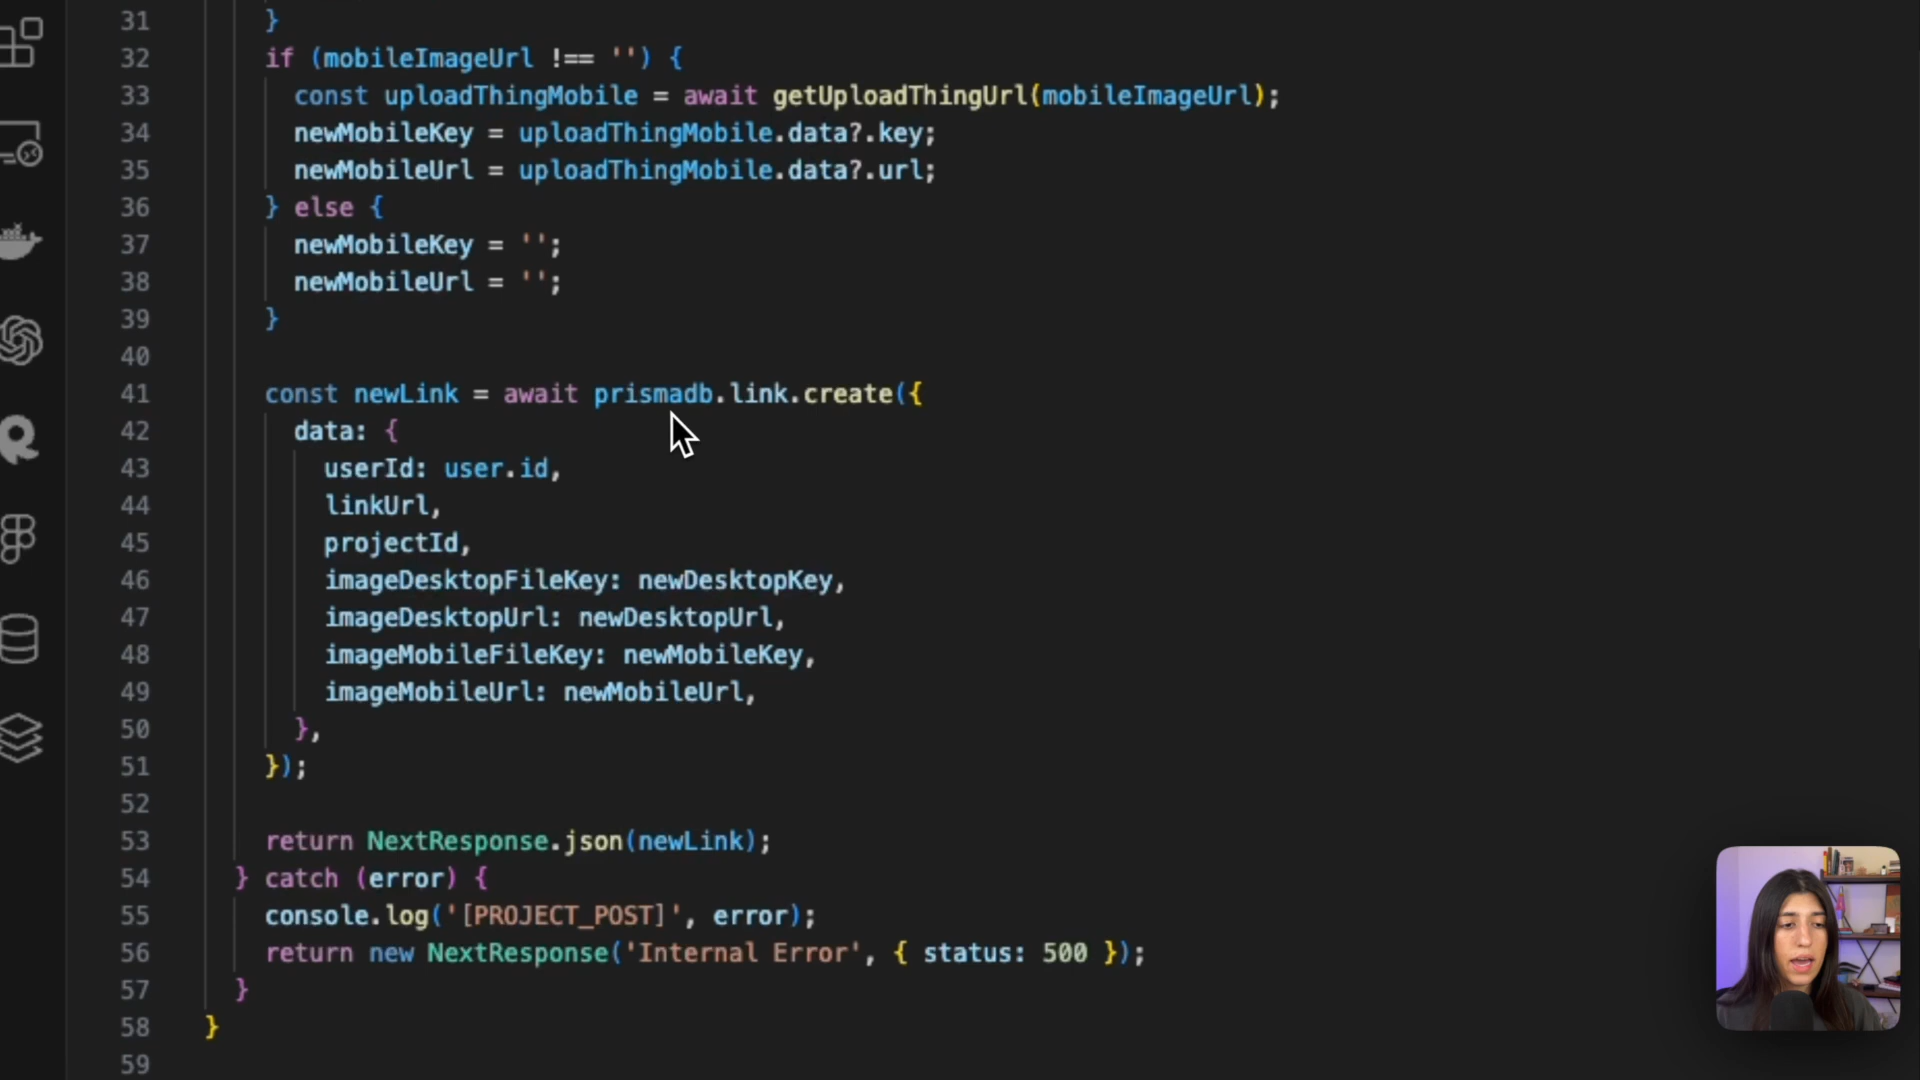 31 }
32 if (mobileImageUrl !== '') {
33 const uploadThingMobile = await getUploadThingUrl(mobileImageUrl);
34 newMobileKey = uploadThingMobile.data?.key;
35 newMobileUrl = uploadThingMobile.data?.url;
36 } else {
37 newMobileKey = '';
38 newMobileUrl = '';
39 }
40
41 const newLink = await prismadb.link.create({
42 data: {
43 userId: user.id,
44 linkUrl,
45 projectId,
46 imageDesktopFileKey: newDesktopKey,
47 imageDesktopUrl: newDesktopUrl,
48 imageMobileFileKey: newMobileKey,
49 imageMobileUrl: newMobileUrl,
50 },
51 });
52
53 return NextResponse.json(newLink);
54 } catch (error) {
55 console.log('[PROJECT_POST]', error);
56 return new NextResponse('Internal Error', { status: 500 });
57 }
58 }
59